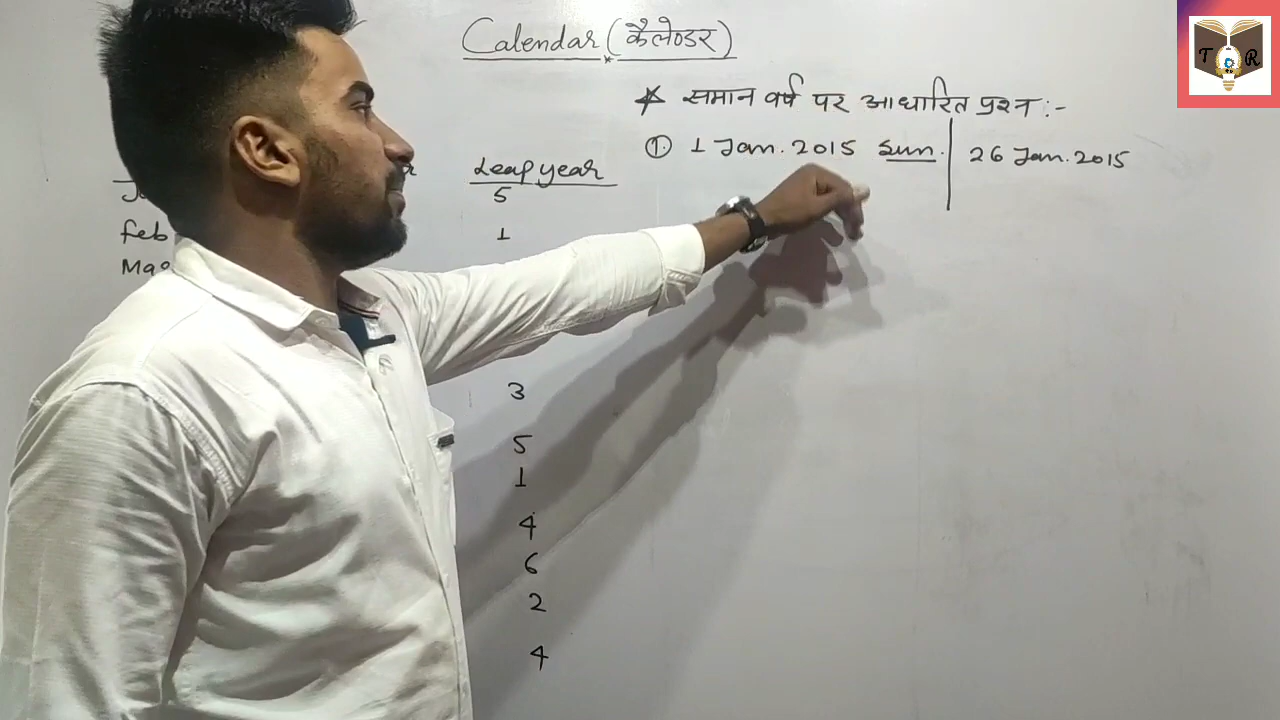 Calendar (कैलेण्डर)
* समान वर्ष पर आधारित प्रश्न :-
① 1 Jan. 2015 Sun. | 26 Jan. 2015
Leap year
5
feb 1
3
5
1
4
6
2
4
T R